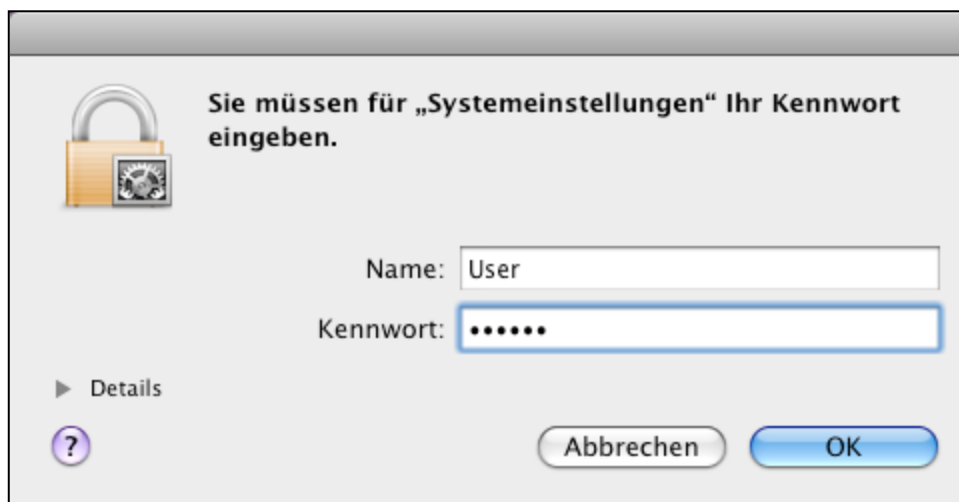 Sie müssen für „Systemeinstellungen“ Ihr Kennwort
eingeben.
Name: User
Kennwort: ••••••
Details
? Abbrechen OK